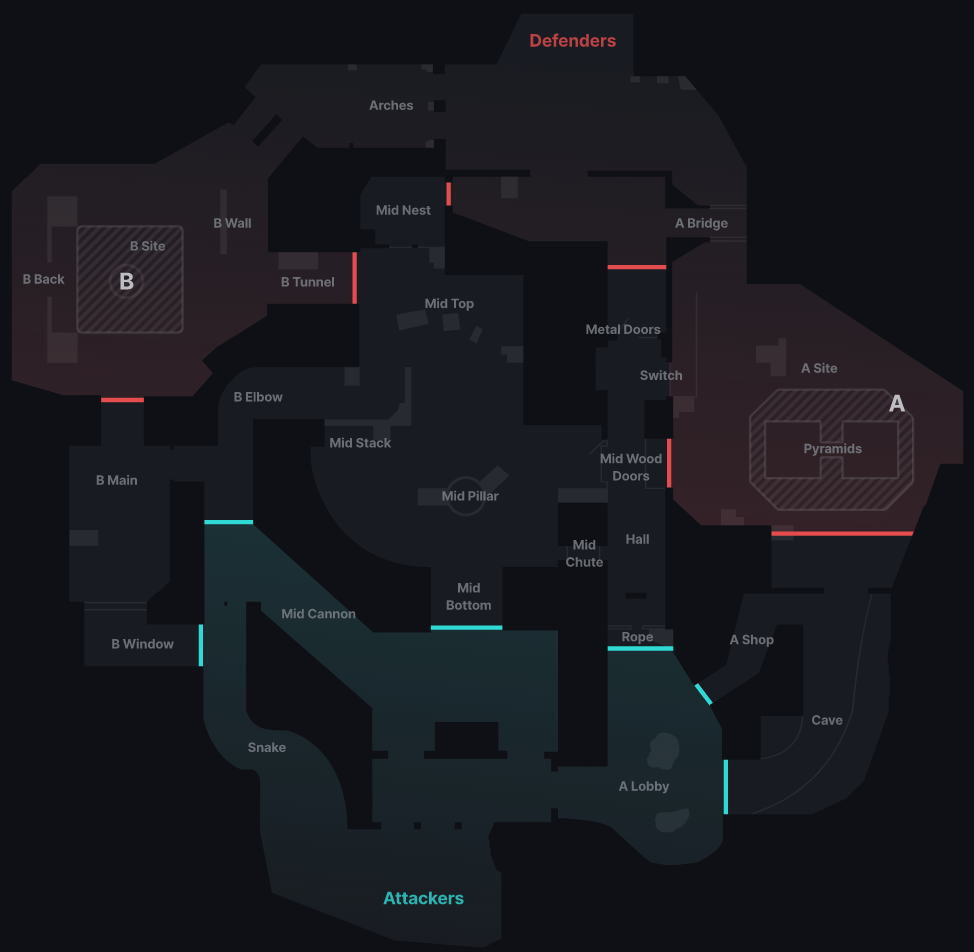 Defenders
Arches
Mid Nest
B Wall
A Bridge
B Site
B Back
B
B Tunnel
Mid Top
Metal Doors
A Site
Switch
B Elbow
A
Mid Stack
Pyramids
Mid Wood
Doors
B Main
Mid Pillar
Hall
Mid
Chute
Mid
Bottom
Mid Cannon
Rope
A Shop
B Window
Cave
Snake
A Lobby
Attackers